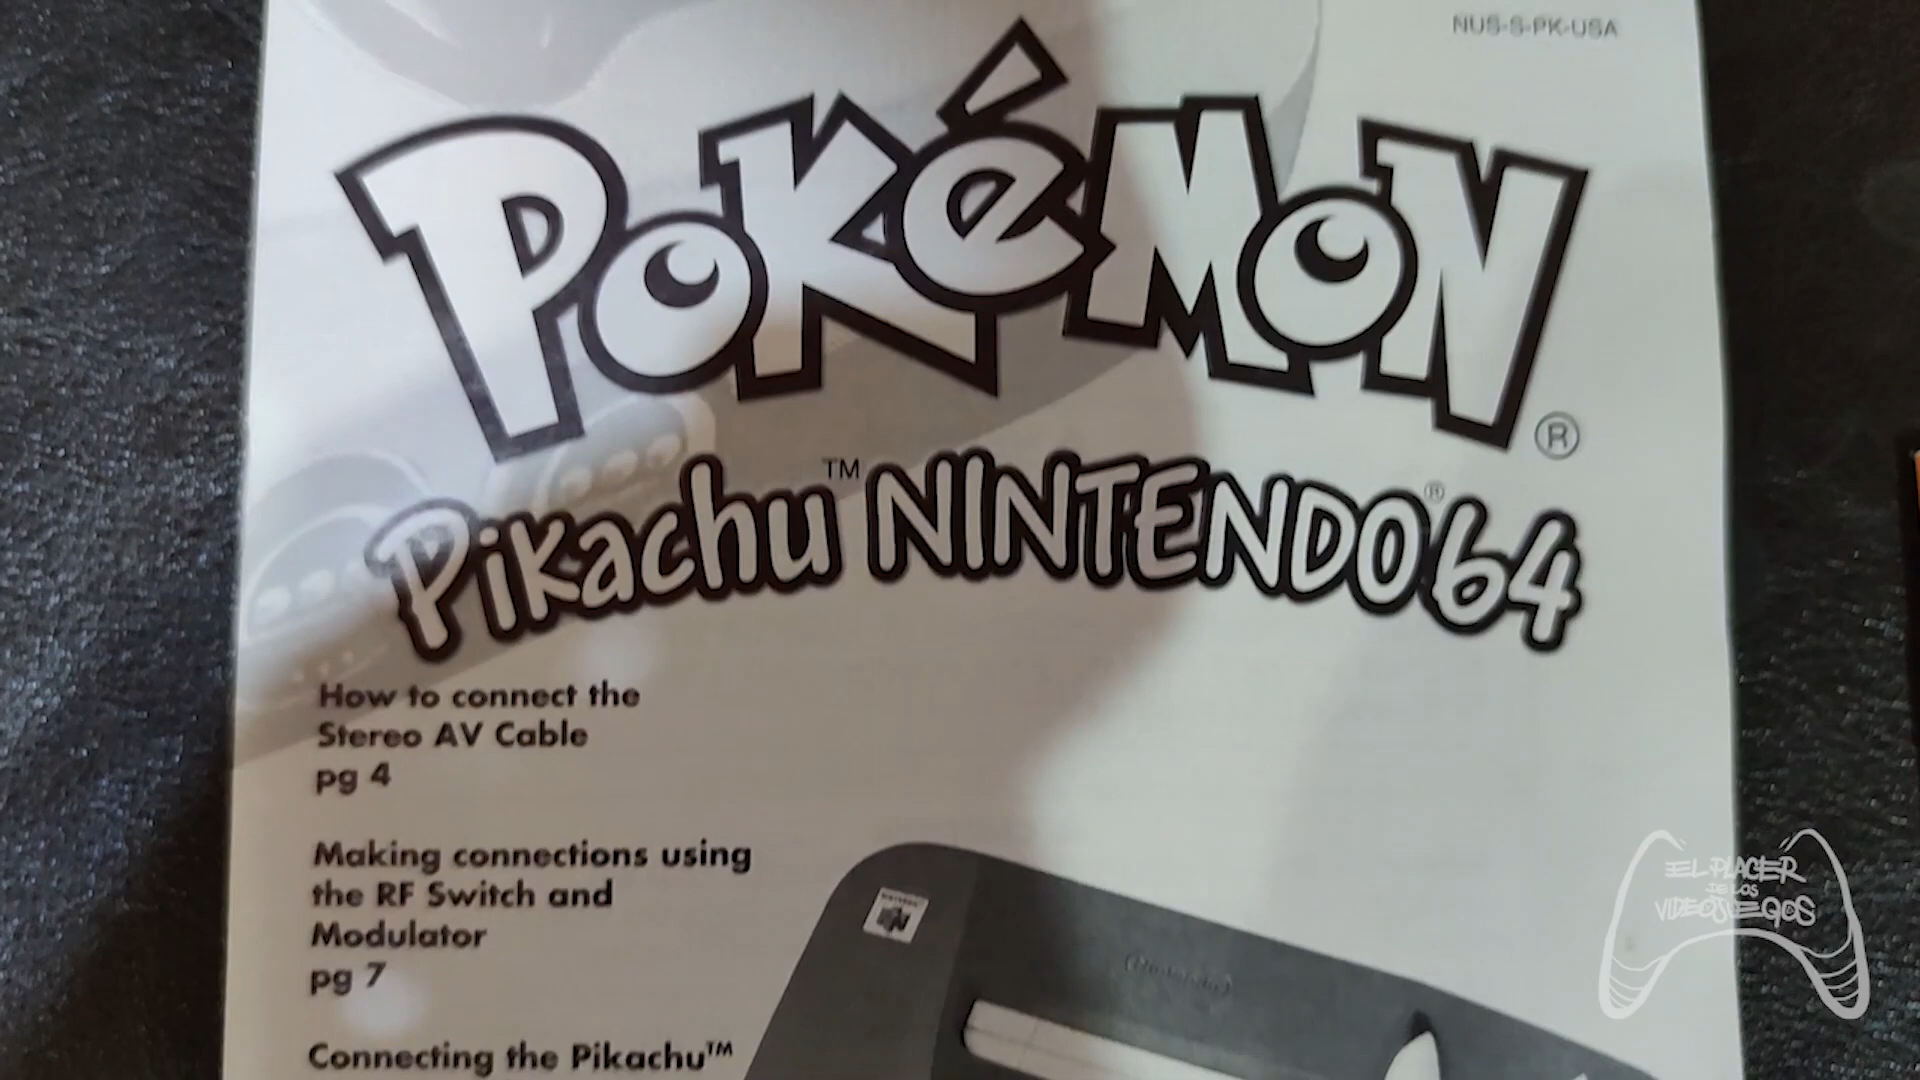 NUS-S-PK-USA
POKéMON®
Pikachu™ NINTENDO®64
How to connect the
Stereo AV Cable
pg 4
Making connections using
the RF Switch and
Modulator
pg 7
Connecting the Pikachu™
Nintendo
EL PLACER
DE LOS
VIDEOJUEGOS